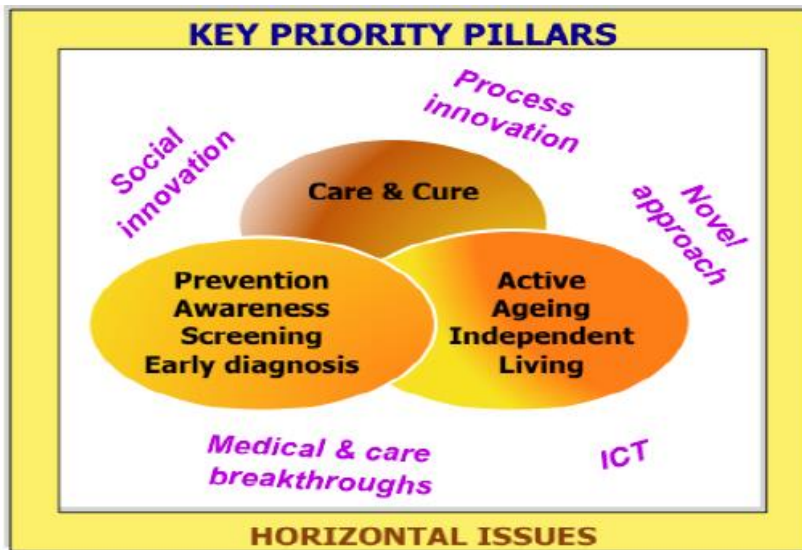 KEY PRIORITY PILLARS
Social
innovation
Process
innovation
Novel
approach
Care & Cure
Prevention
Awareness
Screening
Early diagnosis
Active
Ageing
Independent
Living
Medical & care
breakthroughs
ICT
HORIZONTAL ISSUES